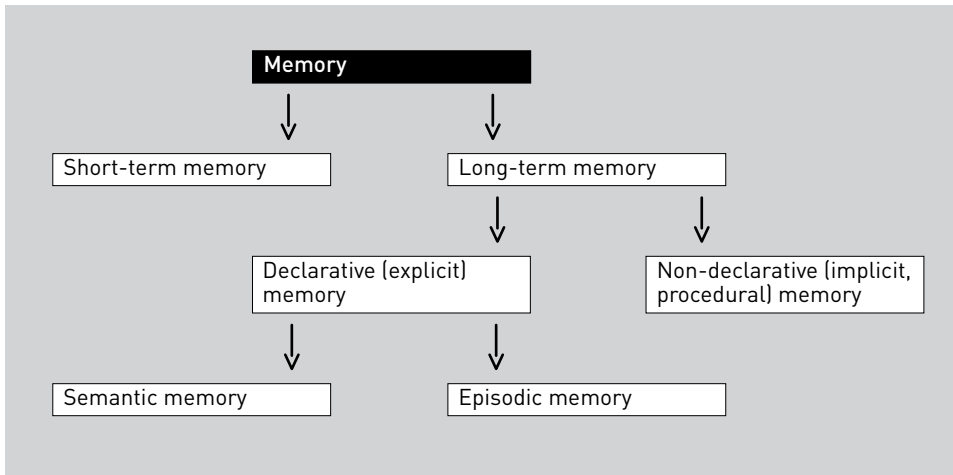 Memory
Short-term memory
Long-term memory
Declarative (explicit)
memory
Non-declarative (implicit,
procedural) memory
Semantic memory
Episodic memory